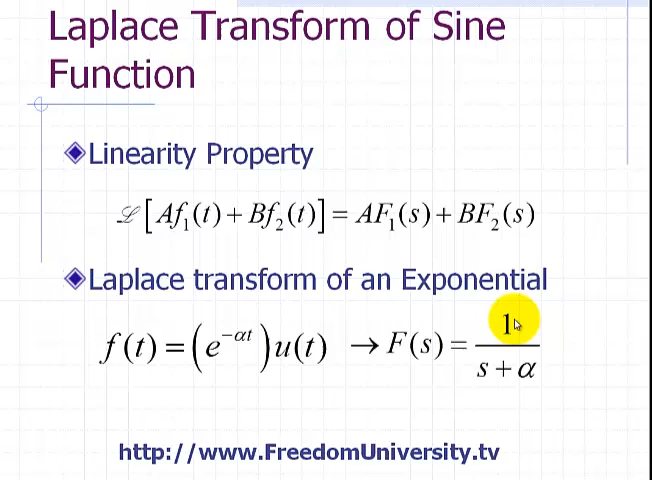 Laplace Transform of Sine
Function
Linearity Property
ℒ[Af₁(t) + Bf₂(t)] = AF₁(s) + BF₂(s)
Laplace transform of an Exponential
f(t) = (e^{-αt})u(t) → F(s) = 1/(s + α)
http://www.FreedomUniversity.tv